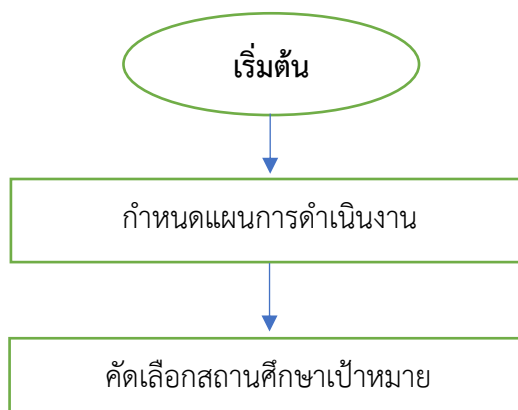 เริ่มต้น
กำหนดแผนการดำเนินงาน
คัดเลือกสถานศึกษาเป้าหมาย